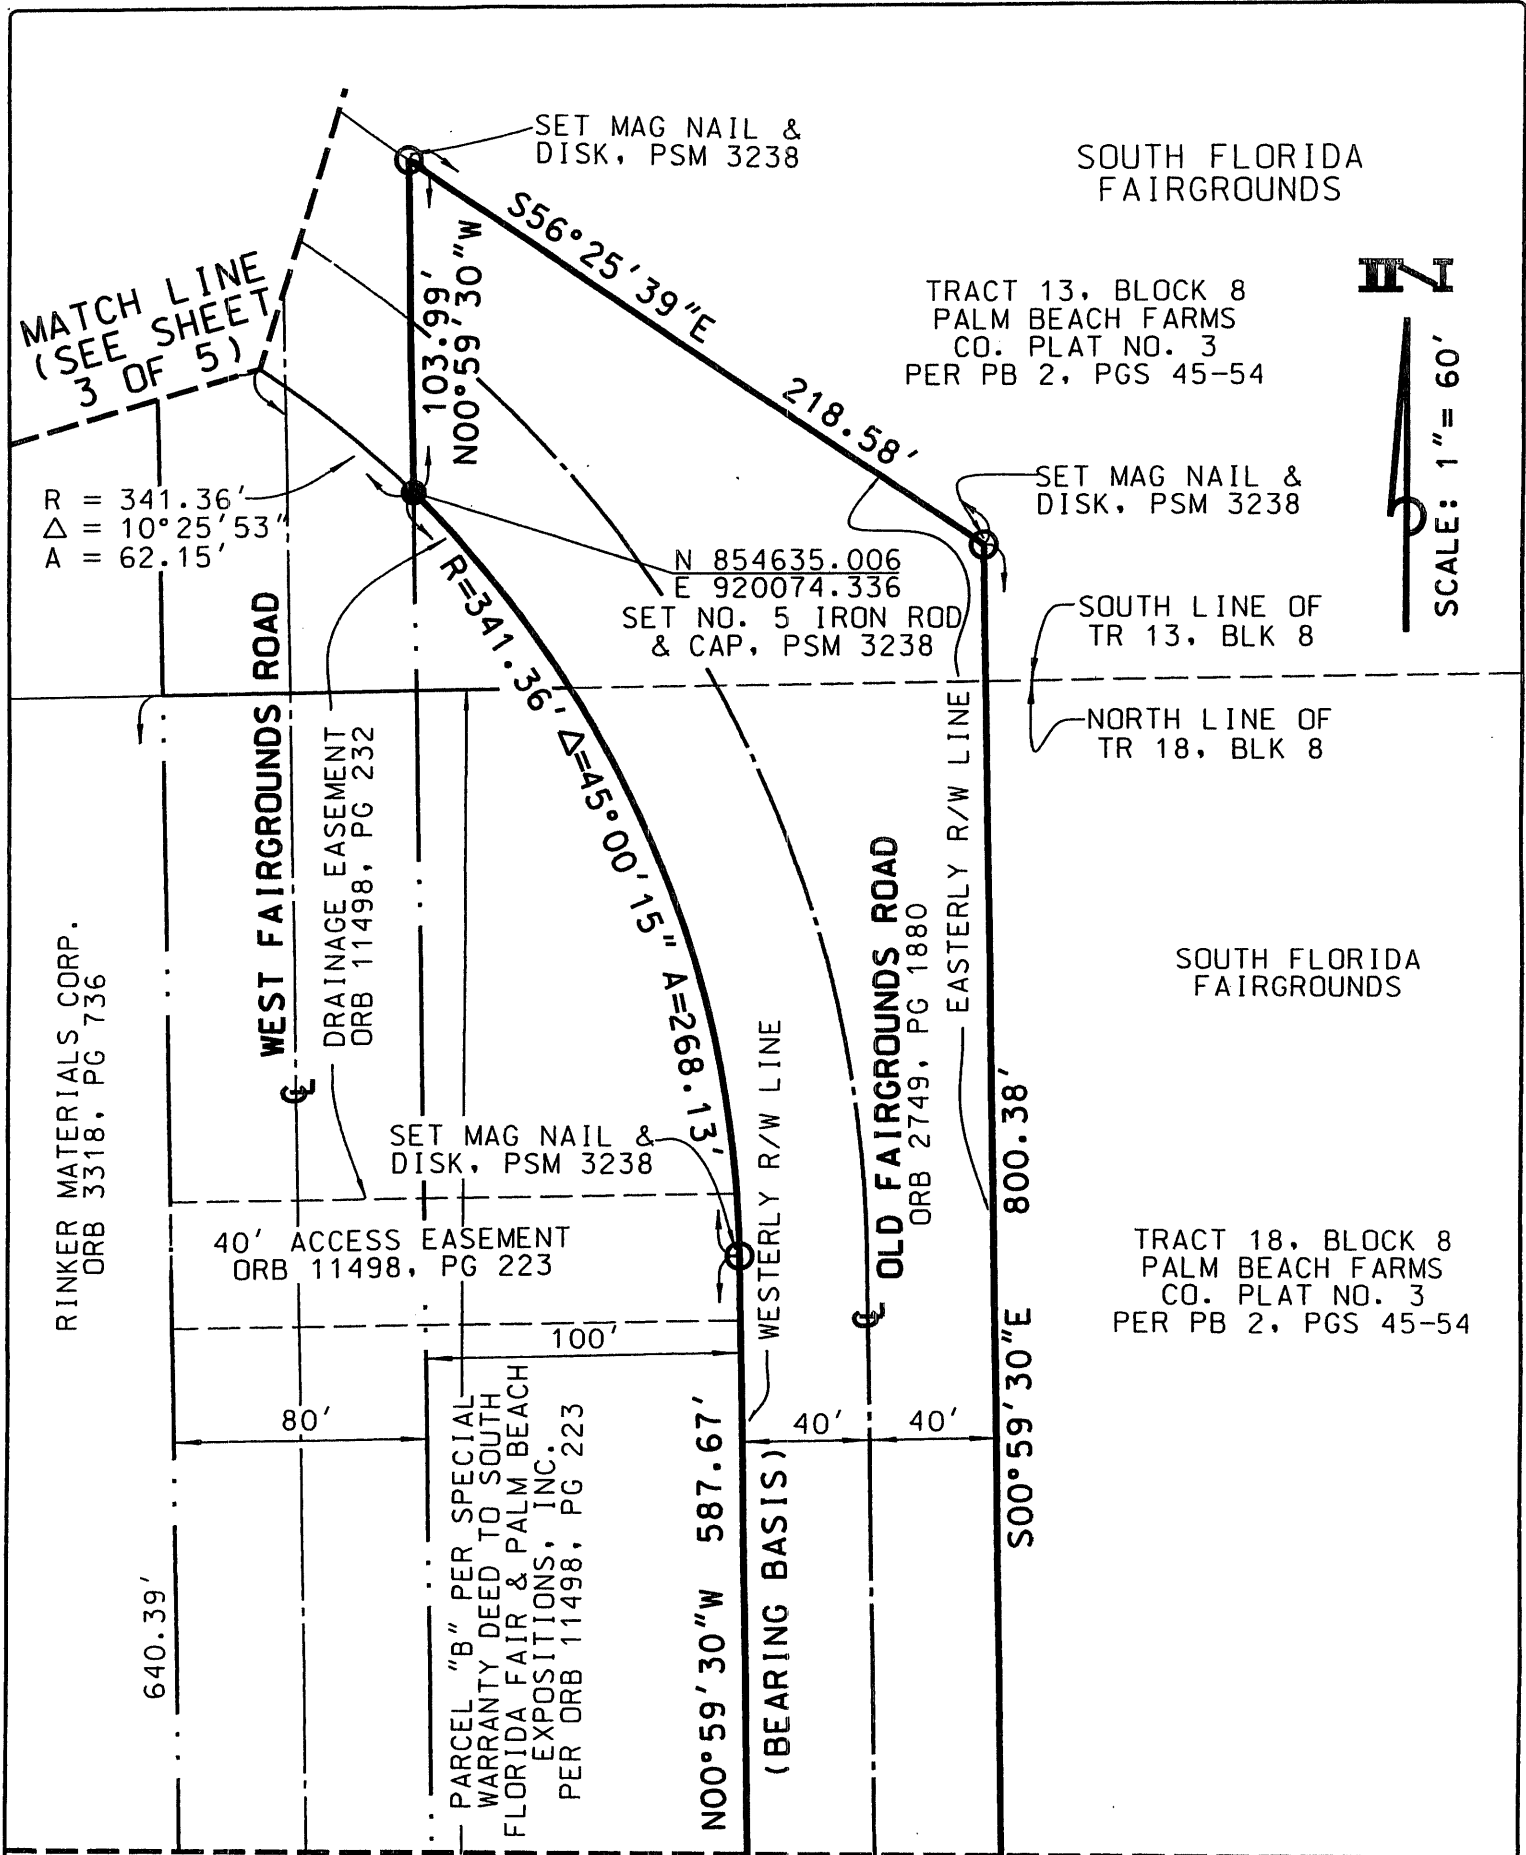 SET MAG NAIL &
DISK, PSM 3238
SOUTH FLORIDA
FAIRGROUNDS
S56°25'39"E
218.58'
103.99'
N00°59'30"W
MATCH LINE
(SEE SHEET
3 OF 5)
TRACT 13, BLOCK 8
PALM BEACH FARMS
CO. PLAT NO. 3
PER PB 2, PGS 45-54
N
SCALE: 1"= 60'
R = 341.36'
Δ = 10°25'53"
A = 62.15'
SET MAG NAIL &
DISK, PSM 3238
N 854635.006
E 920074.336
SET NO. 5 IRON ROD
& CAP, PSM 3238
SOUTH LINE OF
TR 13, BLK 8
NORTH LINE OF
TR 18, BLK 8
R=341.36' Δ=45°00'15" A=268.13'
WEST FAIRGROUNDS ROAD
DRAINAGE EASEMENT
ORB 11498, PG 232
EASTERLY R/W LINE
OLD FAIRGROUNDS ROAD
ORB 2749, PG 1880
SOUTH FLORIDA
FAIRGROUNDS
RINKER MATERIALS CORP.
ORB 3318, PG 736
SET MAG NAIL &
DISK, PSM 3238
WESTERLY R/W LINE
800.38'
S00°59'30"E
40' ACCESS EASEMENT
ORB 11498, PG 223
TRACT 18, BLOCK 8
PALM BEACH FARMS
CO. PLAT NO. 3
PER PB 2, PGS 45-54
100'
80'
40'
40'
PARCEL "B" PER SPECIAL
WARRANTY DEED TO SOUTH
FLORIDA FAIR & PALM BEACH
EXPOSITIONS, INC.
PER ORB 11498, PG 223
N00°59'30"W 587.67'
(BEARING BASIS)
640.39'